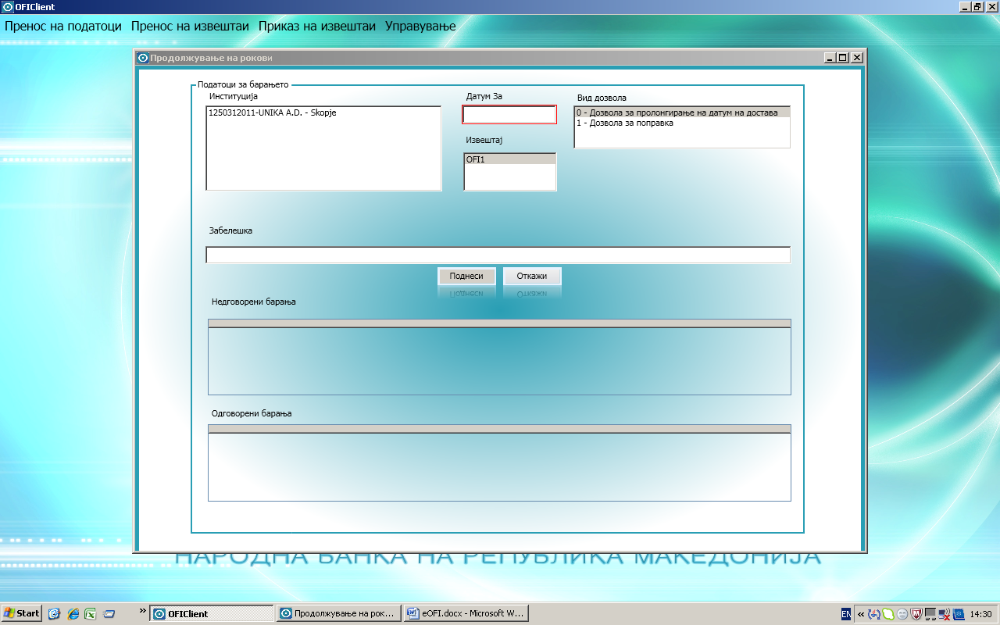 OFIClient
Пренос на податоци Пренос на извештаи Приказ на извештаи Управување
Продолжување на рокови
Податоци за барањето
Институција
Датум За
Вид дозвола
1250312011-UNIKA A.D. - Skopje
0 - Дозвола за пролонгирање на датум на достава
1 - Дозвола за поправка
Извештај
OFI1
Забелешка
Поднеси
Откажи
Недговорени барања
Одговорени барања
НАРОДНА БАНКА НА РЕПУБЛИКА МАКЕДОНИЈА
Start
»
OFIClient
Продолжување на рок...
eOFI.docx - Microsoft W...
EN
«
14:30